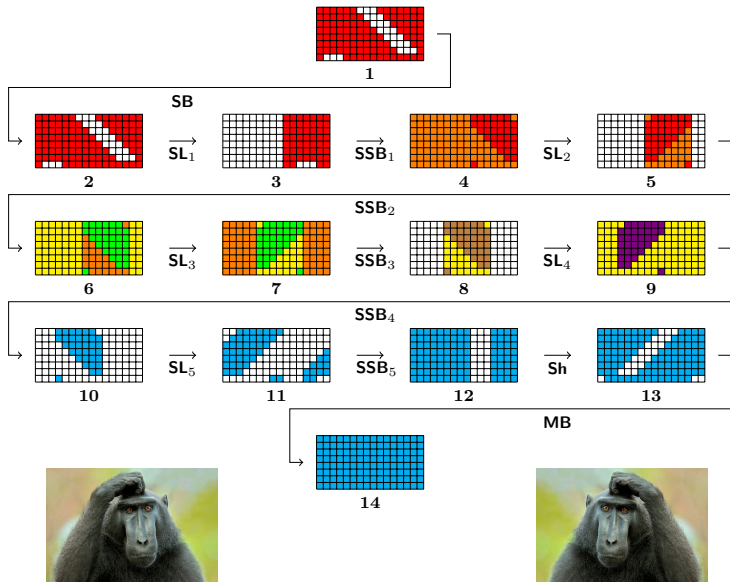 1
SB
SL₁ SSB₁ SL₂
2 3 4 5
SSB₂
SL₃ SSB₃ SL₄
6 7 8 9
SSB₄
SL₅ SSB₅ Sh
10 11 12 13
MB
14